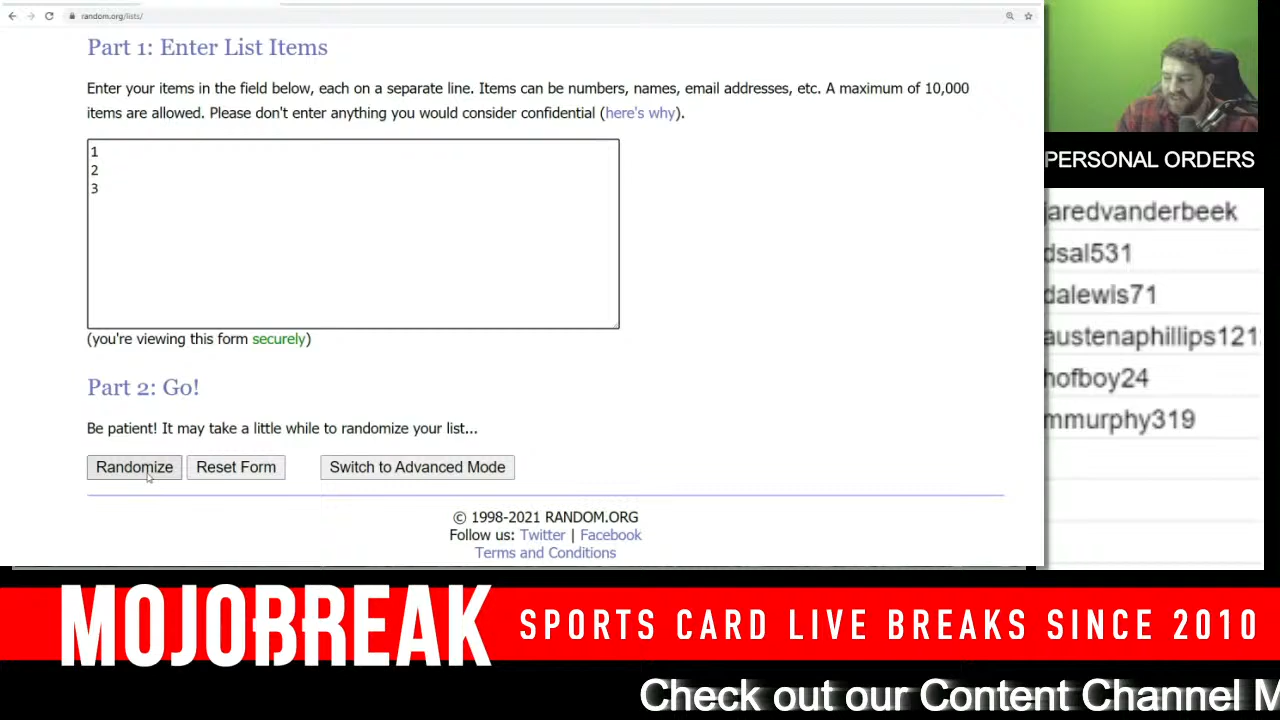 random.org/lists/
Part 1: Enter List Items
Enter your items in the field below, each on a separate line. Items can be numbers, names, email addresses, etc. A maximum of 10,000
items are allowed. Please don't enter anything you would consider confidential (here's why).
1
2
3
(you're viewing this form securely)
Part 2: Go!
Be patient! It may take a little while to randomize your list...
Randomize
Reset Form
Switch to Advanced Mode
© 1998-2021 RANDOM.ORG
Follow us: Twitter | Facebook
Terms and Conditions
PERSONAL ORDERS
jaredvanderbeek
dsal531
dalewis71
austenaphillips121
hofboy24
mmurphy319
MOJOBREAK
SPORTS CARD LIVE BREAKS SINCE 2010
Check out our Content Channel M